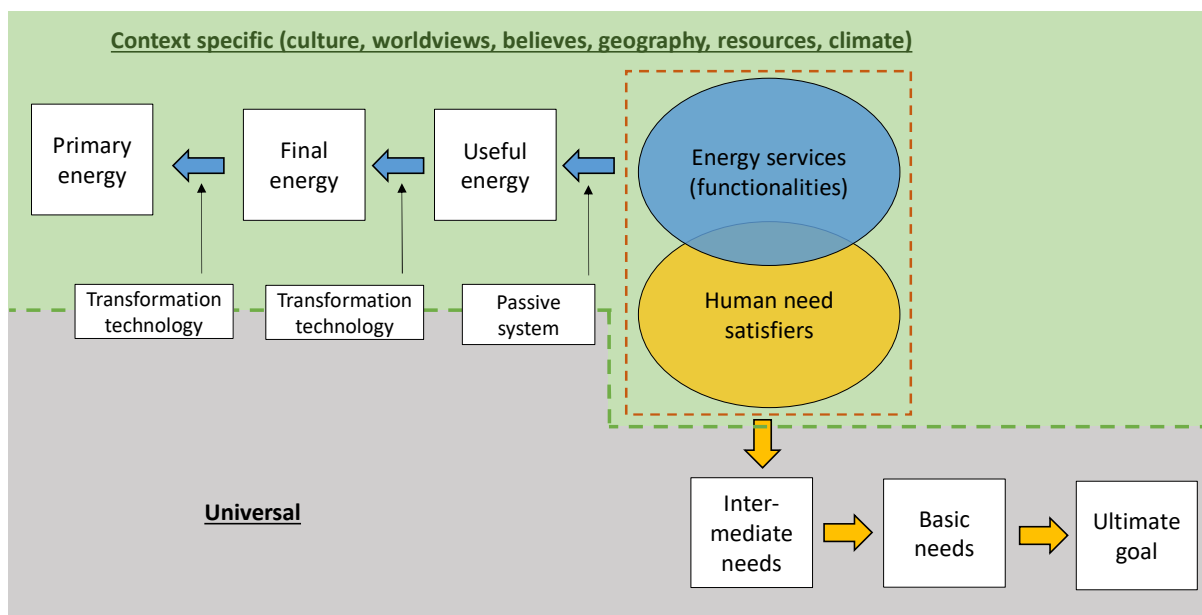 Context specific (culture, worldviews, believes, geography, resources, climate)
Primary
energy
Final
energy
Useful
energy
Energy services
(functionalities)
Transformation
technology
Transformation
technology
Passive
system
Human need
satisfiers
Universal
Inter-
mediate
needs
Basic
needs
Ultimate
goal